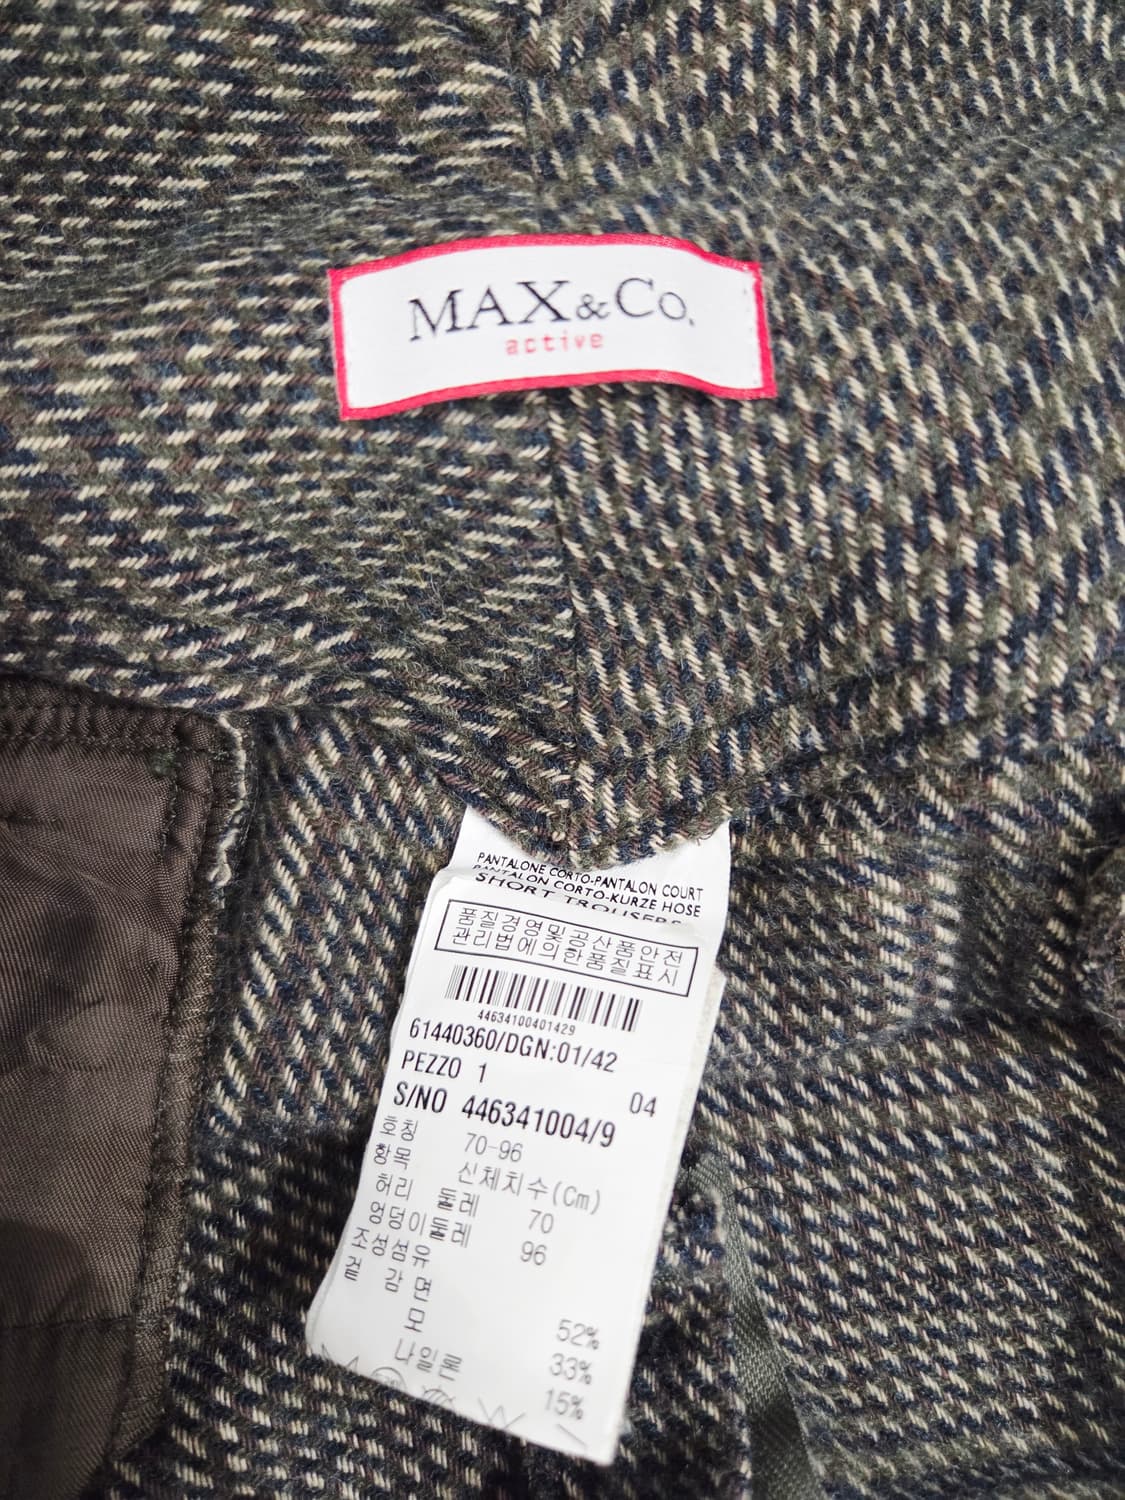 MAX&Co.
active
PANTALONE CORTO-PANTALON COURT
PANTALON CORTO-KURZE HOSE
SHORT TROUSERS
품질경영및공산품안전
관리법에의한품질표시
44634100401429
61440360/DGN:01/42
PEZZO 1 04
S/NO 446341004/9
호칭 70-96
항목 신체치수(Cm)
허리 둘레 70
엉덩이둘레 96
조성섬유
겉감 면 52%
모 33%
나일론 15%